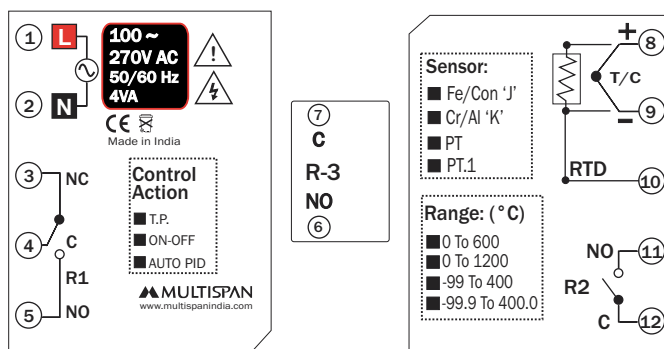 1
L
100 ~
270V AC
50/60 Hz
4VA
2
N
CE
Made in India
3
NC
4
C
R1
5
NO
Control
Action
T.P.
ON-OFF
AUTO PID
MULTISPAN
www.multispanindia.com
7
C
R-3
NO
6
Sensor:
Fe/Con ‘J’
Cr/Al ‘K’
PT
PT.1
Range: (°C)
0 To 600
0 To 1200
-99 To 400
-99.9 To 400.0
+
8
T/C
9
−
RTD
10
NO
11
R2
C
12